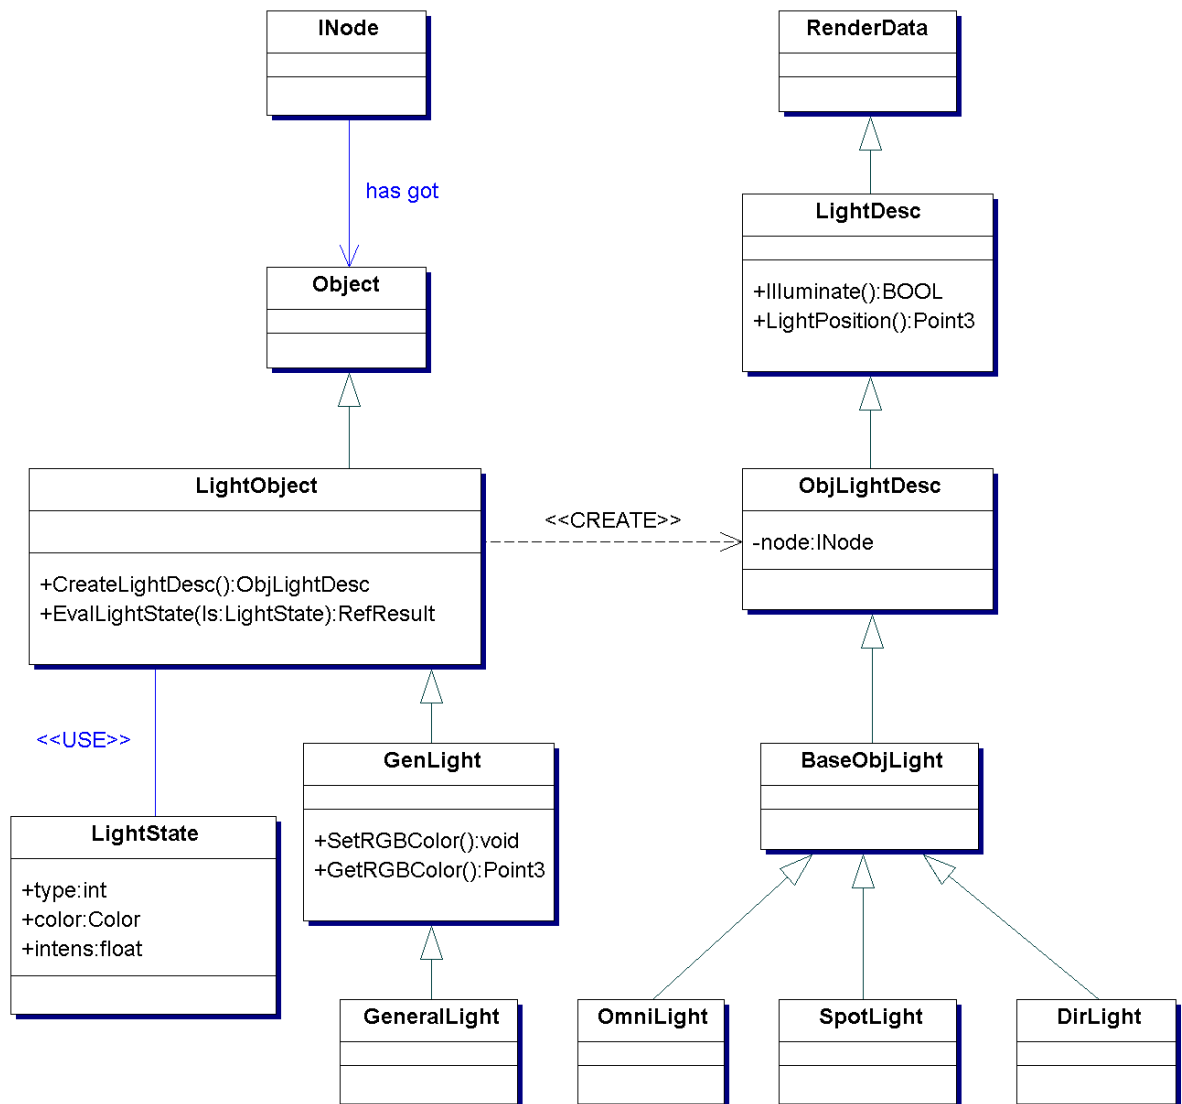 INode
RenderData
has got
LightDesc
+Illuminate():BOOL
+LightPosition():Point3
Object
LightObject
+CreateLightDesc():ObjLightDesc
+EvalLightState(ls:LightState):RefResult
<<CREATE>>
ObjLightDesc
-node:INode
<<USE>>
GenLight
+SetRGBColor():void
+GetRGBColor():Point3
BaseObjLight
LightState
+type:int
+color:Color
+intens:float
GeneralLight
OmniLight
SpotLight
DirLight